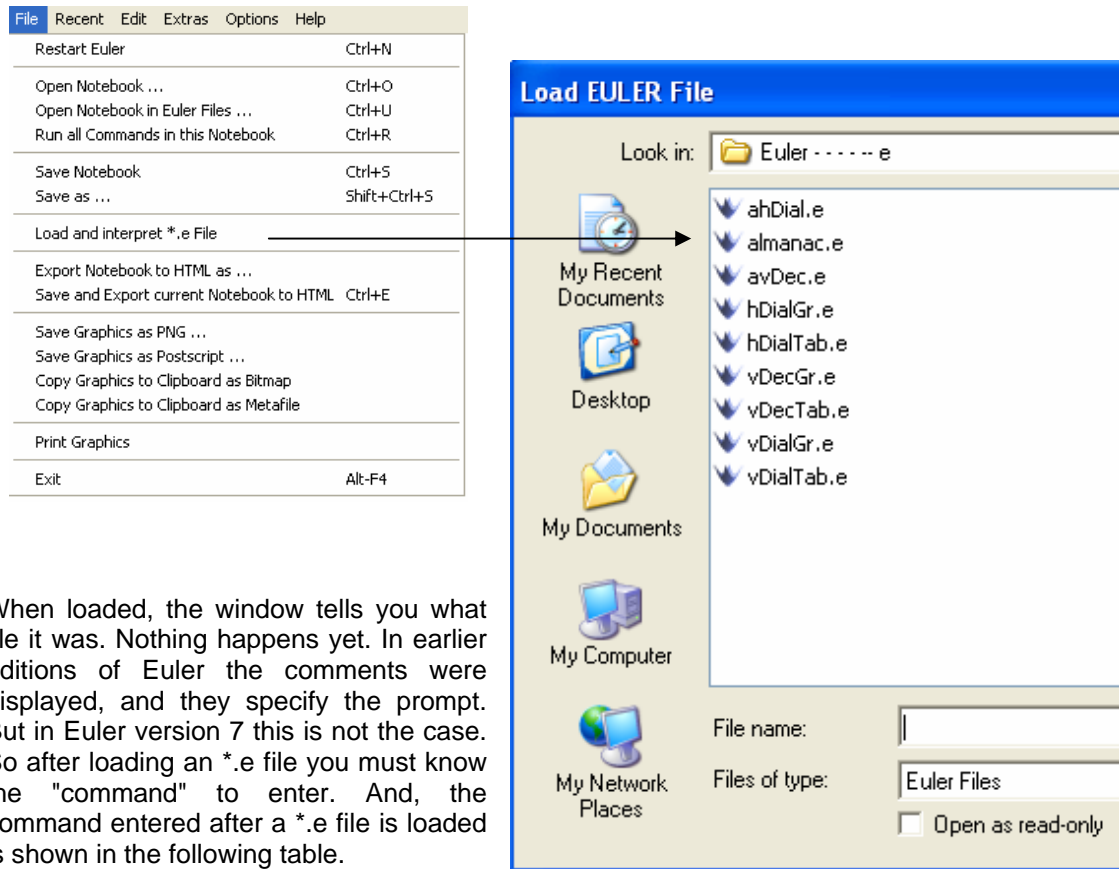 File Recent Edit Extras Options Help
Restart Euler Ctrl+N
Open Notebook ... Ctrl+O
Open Notebook in Euler Files ... Ctrl+U
Run all Commands in this Notebook Ctrl+R
Save Notebook Ctrl+S
Save as ... Shift+Ctrl+S
Load and interpret *.e File
Export Notebook to HTML as ...
Save and Export current Notebook to HTML Ctrl+E
Save Graphics as PNG ...
Save Graphics as Postscript ...
Copy Graphics to Clipboard as Bitmap
Copy Graphics to Clipboard as Metafile
Print Graphics
Exit Alt-F4
Load EULER File
Look in: Euler - - - - -- e
My Recent
Documents
Desktop
My Documents
My Computer
My Network
Places
ahDial.e
almanac.e
avDec.e
hDialGr.e
hDialTab.e
vDecGr.e
vDecTab.e
vDialGr.e
vDialTab.e
File name:
Files of type: Euler Files
Open as read-only
When loaded, the window tells you what
le it was. Nothing happens yet. In earlier
ditions of Euler the comments were
isplayed, and they specify the prompt.
But in Euler version 7 this is not the case.
So after loading an *.e file you must know
he "command" to enter. And, the
ommand entered after a *.e file is loaded
s shown in the following table.